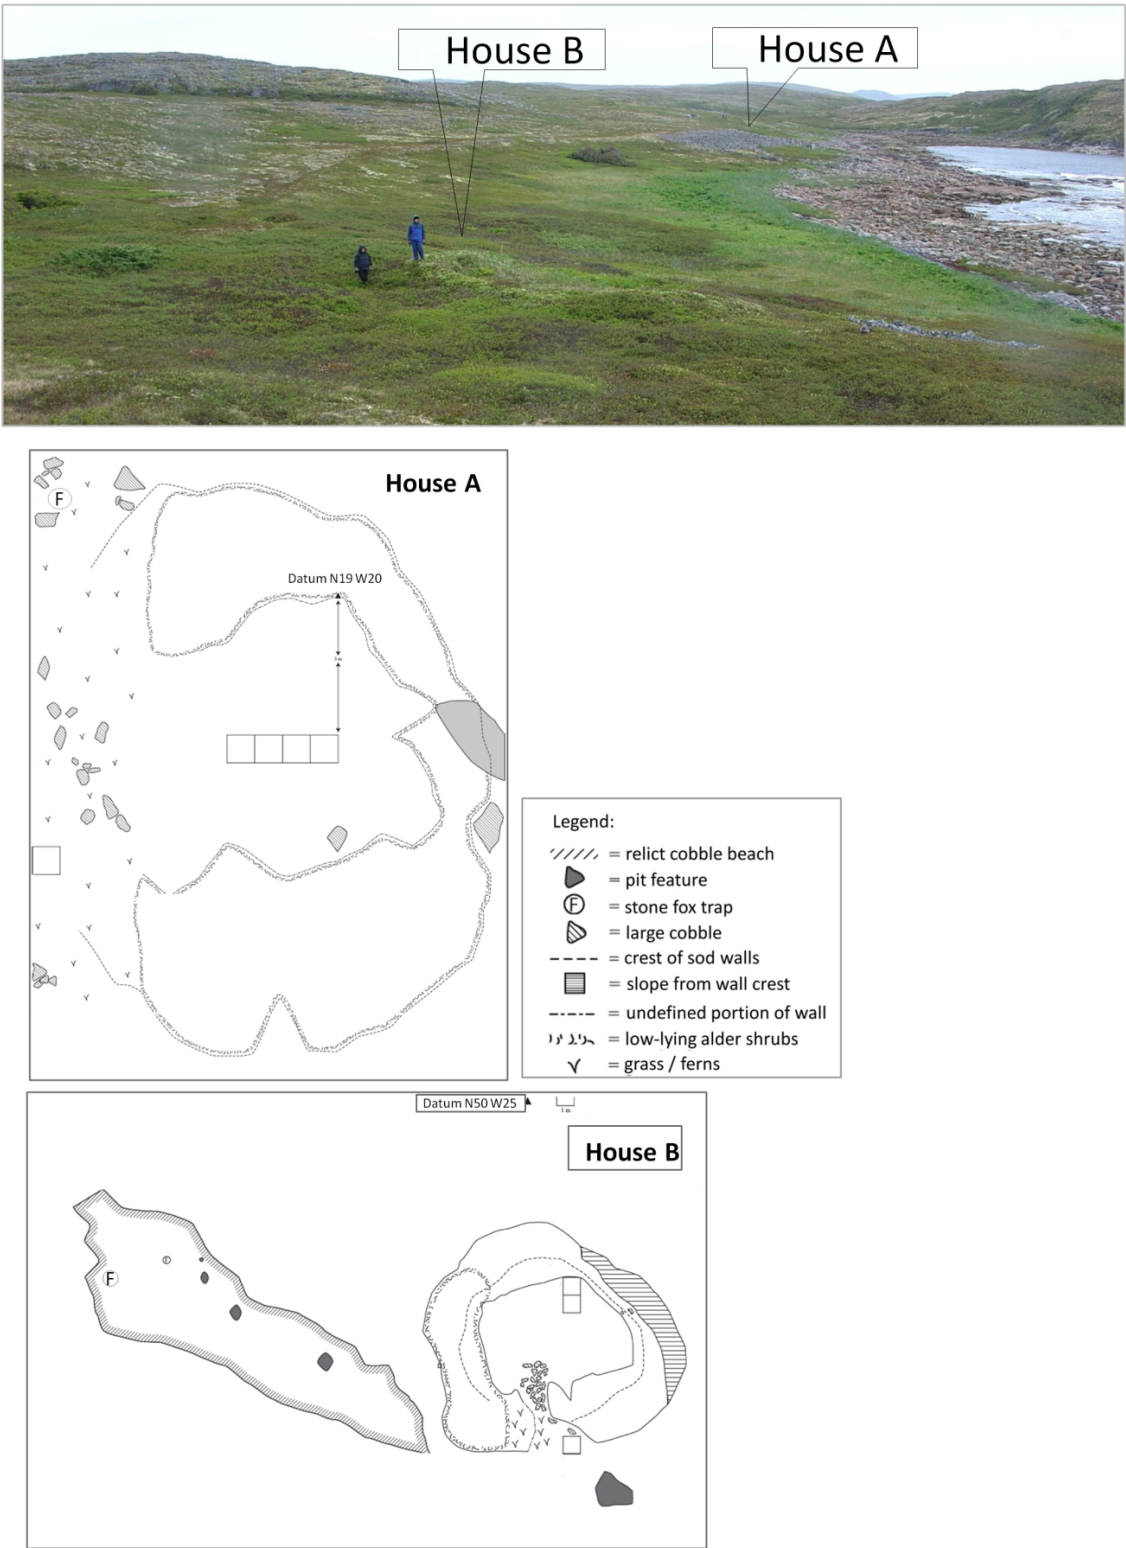 House B
House A
House A
F
Datum N19 W20
5 m
Legend:
= relict cobble beach
= pit feature
F = stone fox trap
= large cobble
= crest of sod walls
= slope from wall crest
= undefined portion of wall
= low-lying alder shrubs
= grass / ferns
Datum N50 W25
1 m
House B
F
F